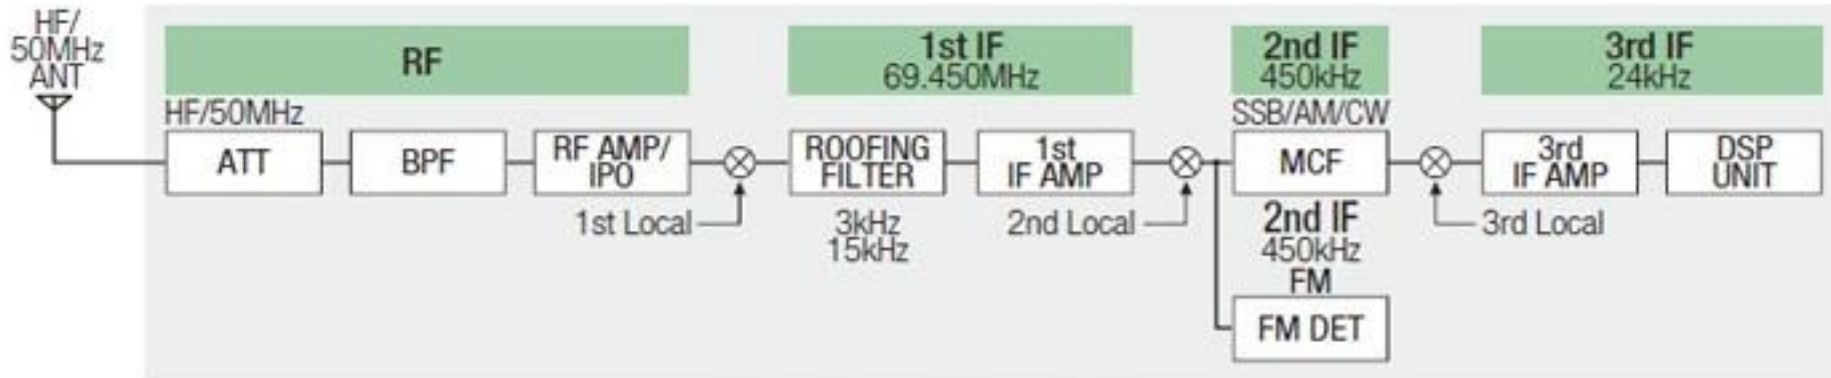 HF/
50MHz
ANT
RF
1st IF
69.450MHz
2nd IF
450kHz
3rd IF
24kHz
HF/50MHz
SSB/AM/CW
ATT
BPF
RF AMP/
IPO
ROOFING
FILTER
1st
IF AMP
MCF
3rd
IF AMP
DSP
UNIT
1st Local
3kHz
15kHz
2nd Local
2nd IF
450kHz
FM
3rd Local
FM DET